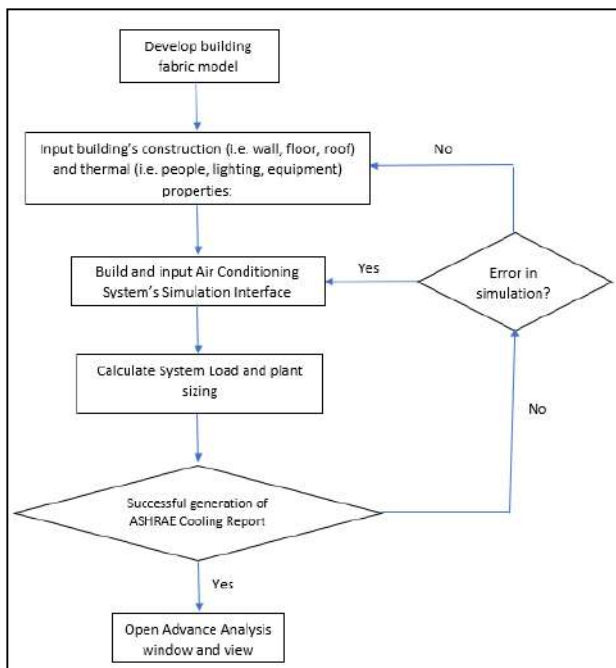 Develop building
fabric model
Input building's construction (i.e. wall, floor, roof)
and thermal (i.e. people, lighting, equipment)
properties:
No
Build and input Air Conditioning
System's Simulation Interface
Yes
Error in
simulation?
Calculate System Load and plant
sizing
No
Successful generation of
ASHRAE Cooling Report
Yes
Open Advance Analysis
window and view